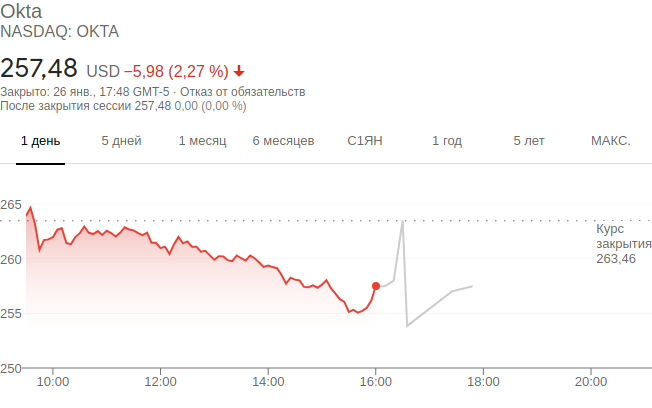 Okta
NASDAQ: OKTA
257,48 USD −5,98 (2,27 %)
Закрыто: 26 янв., 17:48 GMT-5 · Отказ от обязательств
После закрытия сессии 257,48 0,00 (0,00 %)
1 день 5 дней 1 месяц 6 месяцев С1ЯН 1 год 5 лет МАКС.
265
Курс
закрытия
263,46
260
255
250
10:00 12:00 14:00 16:00 18:00 20:00